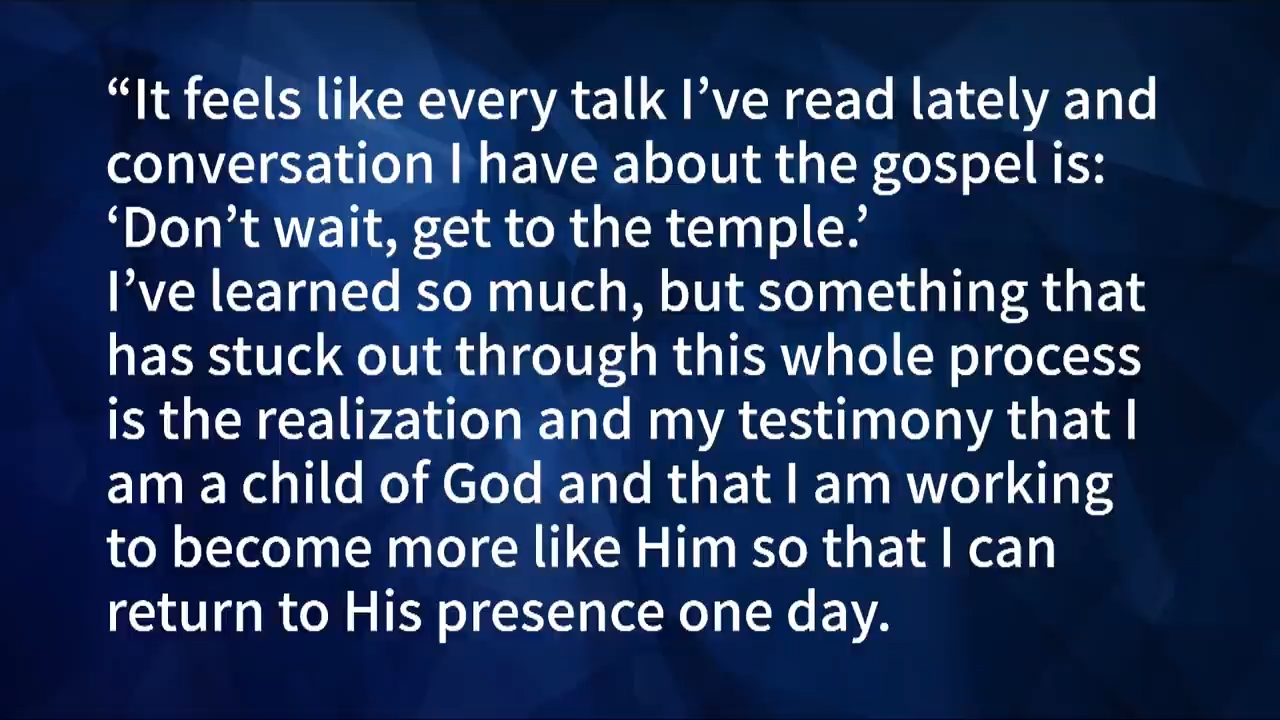 “It feels like every talk I’ve read lately and
conversation I have about the gospel is:
‘Don’t wait, get to the temple.’
I’ve learned so much, but something that
has stuck out through this whole process
is the realization and my testimony that I
am a child of God and that I am working
to become more like Him so that I can
return to His presence one day.